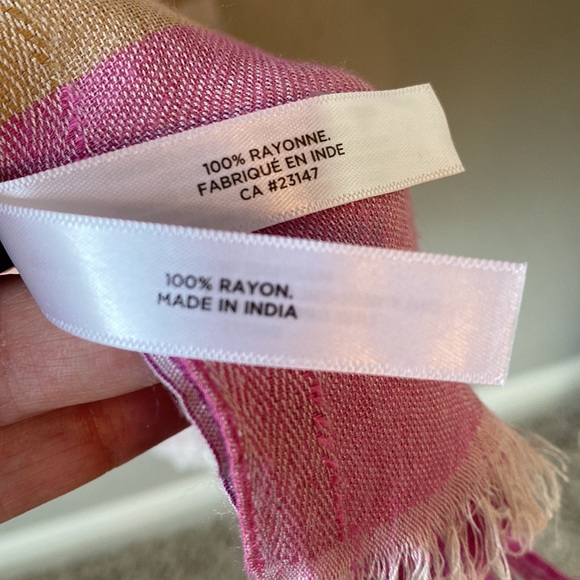 100% RAYONNE.
FABRIQUÉ EN INDE
CA #23147
100% RAYON.
MADE IN INDIA